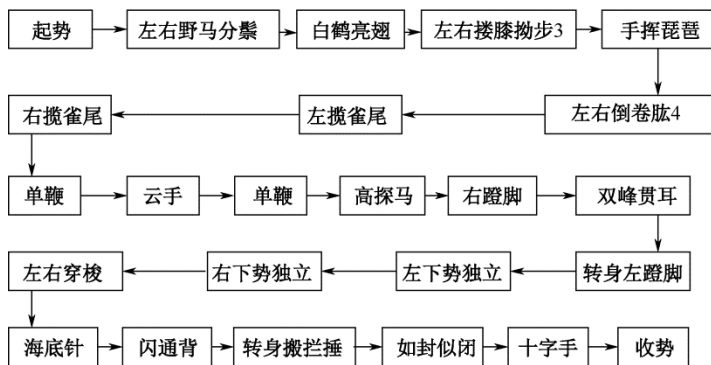 起势 左右野马分鬃 白鹤亮翅 左右搂膝拗步3 手挥琵琶
右揽雀尾 左揽雀尾 左右倒卷肱4
单鞭 云手 单鞭 高探马 右蹬脚 双峰贯耳
左右穿梭 右下势独立 左下势独立 转身左蹬脚
海底针 闪通背 转身搬拦捶 如封似闭 十字手 收势